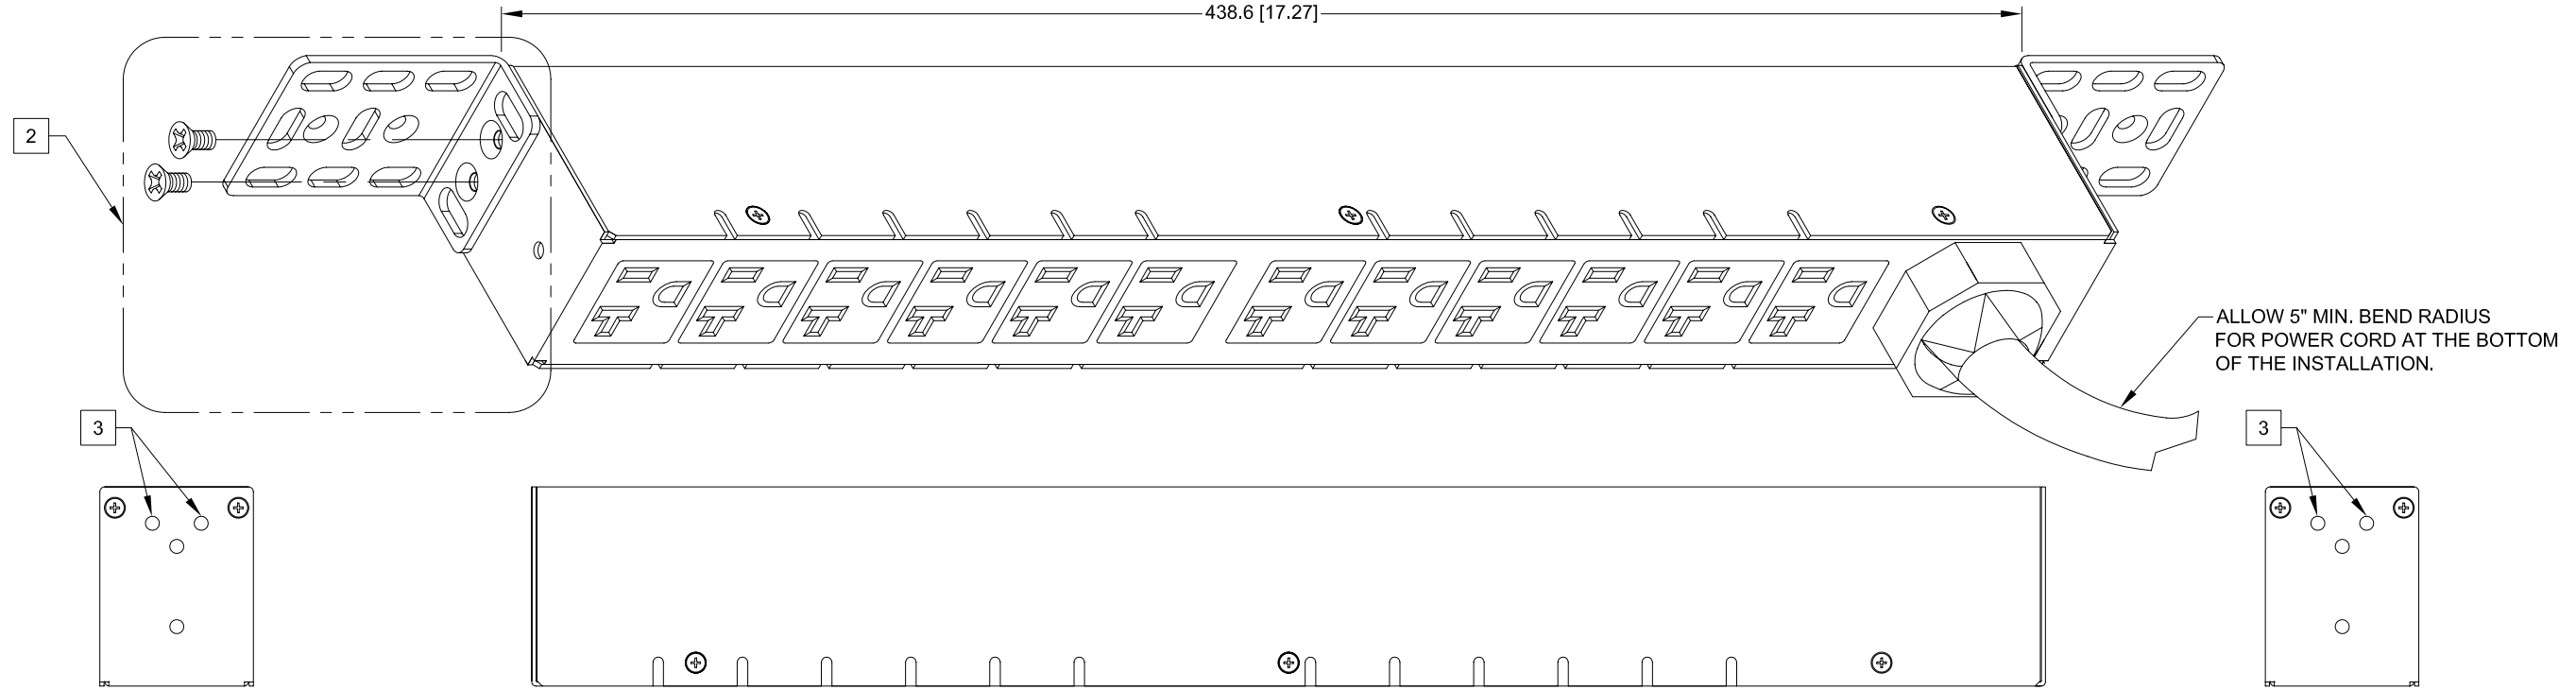 438.6 [17.27]
2
ALLOW 5" MIN. BEND RADIUS
FOR POWER CORD AT THE BOTTOM
OF THE INSTALLATION.
3
3